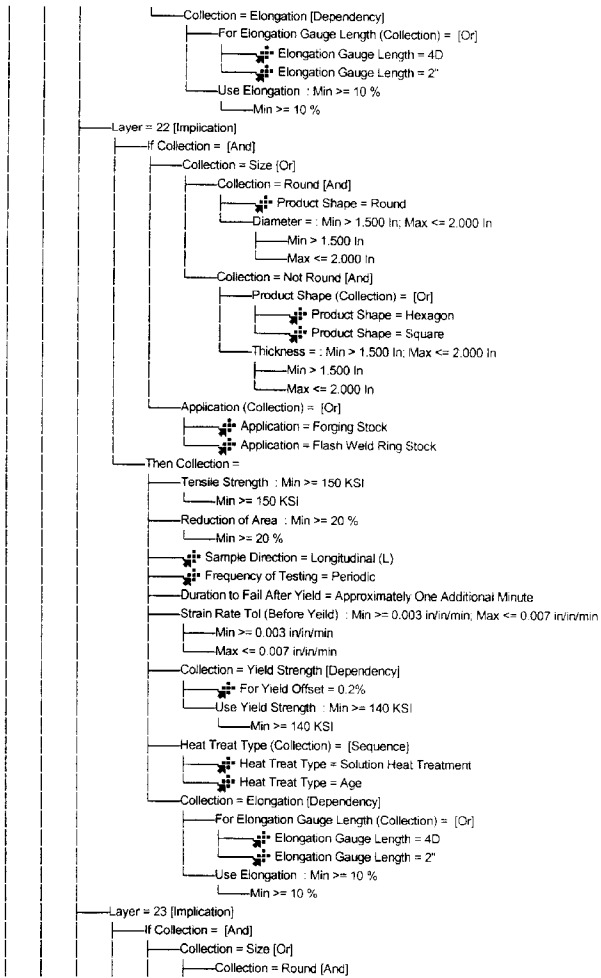 Collection = Elongation [Dependency]
For Elongation Gauge Length (Collection) = [Or]
Elongation Gauge Length = 4D
Elongation Gauge Length = 2"
Use Elongation : Min >= 10 %
Min >= 10 %
Layer = 22 [Implication]
If Collection = [And]
Collection = Size [Or]
Collection = Round [And]
Product Shape = Round
Diameter = : Min > 1.500 In; Max <= 2.000 In
Min > 1.500 In
Max <= 2.000 In
Collection = Not Round [And]
Product Shape (Collection) = [Or]
Product Shape = Hexagon
Product Shape = Square
Thickness = : Min > 1.500 In; Max <= 2.000 In
Min > 1.500 In
Max <= 2.000 In
Application (Collection) = [Or]
Application = Forging Stock
Application = Flash Weld Ring Stock
Then Collection =
Tensile Strength : Min >= 150 KSI
Min >= 150 KSI
Reduction of Area : Min >= 20 %
Min >= 20 %
Sample Direction = Longitudinal (L)
Frequency of Testing = Periodic
Duration to Fail After Yield = Approximately One Additional Minute
Strain Rate Tol (Before Yeild) : Min >= 0.003 in/in/min; Max <= 0.007 in/in/min
Min >= 0.003 in/in/min
Max <= 0.007 in/in/min
Collection = Yield Strength [Dependency]
For Yield Offset = 0.2%
Use Yield Strength : Min >= 140 KSI
Min >= 140 KSI
Heat Treat Type (Collection) = [Sequence]
Heat Treat Type = Solution Heat Treatment
Heat Treat Type = Age
Collection = Elongation [Dependency]
For Elongation Gauge Length (Collection) = [Or]
Elongation Gauge Length = 4D
Elongation Gauge Length = 2"
Use Elongation : Min >= 10 %
Min >= 10 %
Layer = 23 [Implication]
If Collection = [And]
Collection = Size [Or]
Collection = Round [And]